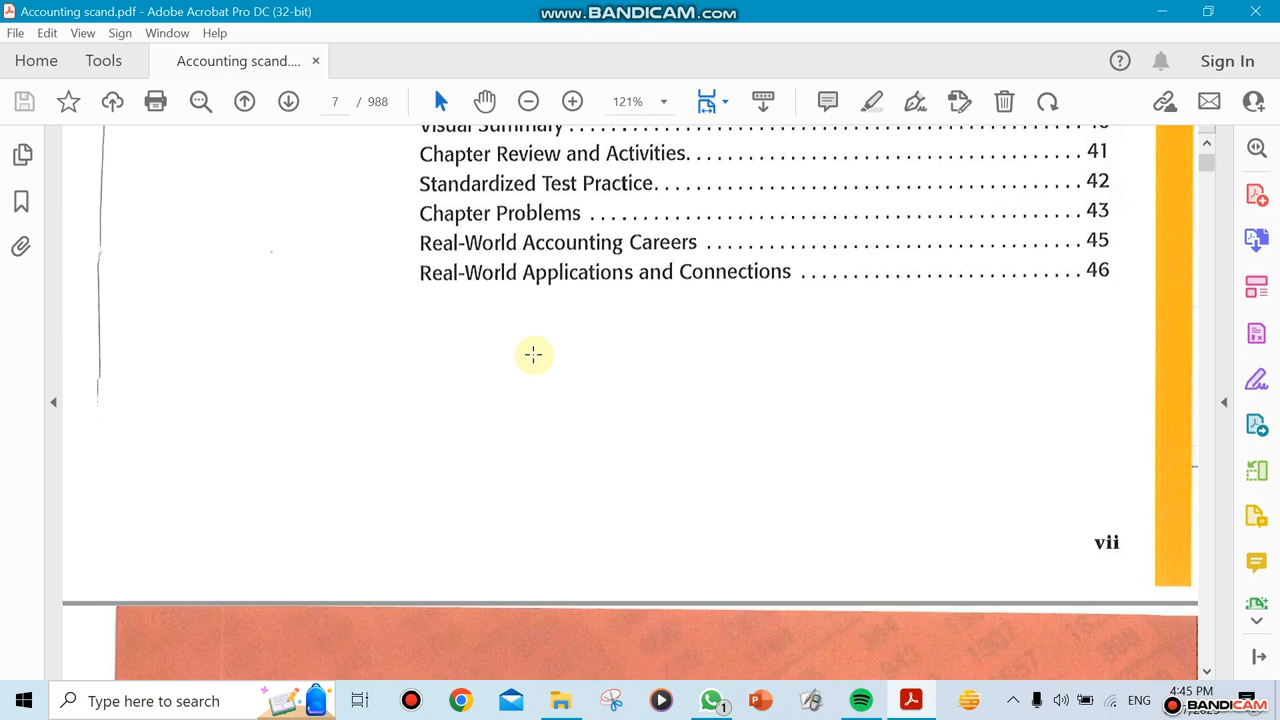 Accounting scand.pdf - Adobe Acrobat Pro DC (32-bit)
www.BANDICAM.com
File Edit View Sign Window Help
Home Tools Accounting scand.... × Sign In
7 / 988 121%
Visual Summary
Chapter Review and Activities. . . . . . . . . . . . . . . . . . . . . . . . . . . . . . . . . . . . . . 41
Standardized Test Practice. . . . . . . . . . . . . . . . . . . . . . . . . . . . . . . . . . . . . . . . 42
Chapter Problems . . . . . . . . . . . . . . . . . . . . . . . . . . . . . . . . . . . . . . . . . . . . . . 43
Real-World Accounting Careers . . . . . . . . . . . . . . . . . . . . . . . . . . . . . . . . . . . . 45
Real-World Applications and Connections . . . . . . . . . . . . . . . . . . . . . . . . . . . 46
vii
Type here to search
1
ENG
4:45 PM
BANDICAM